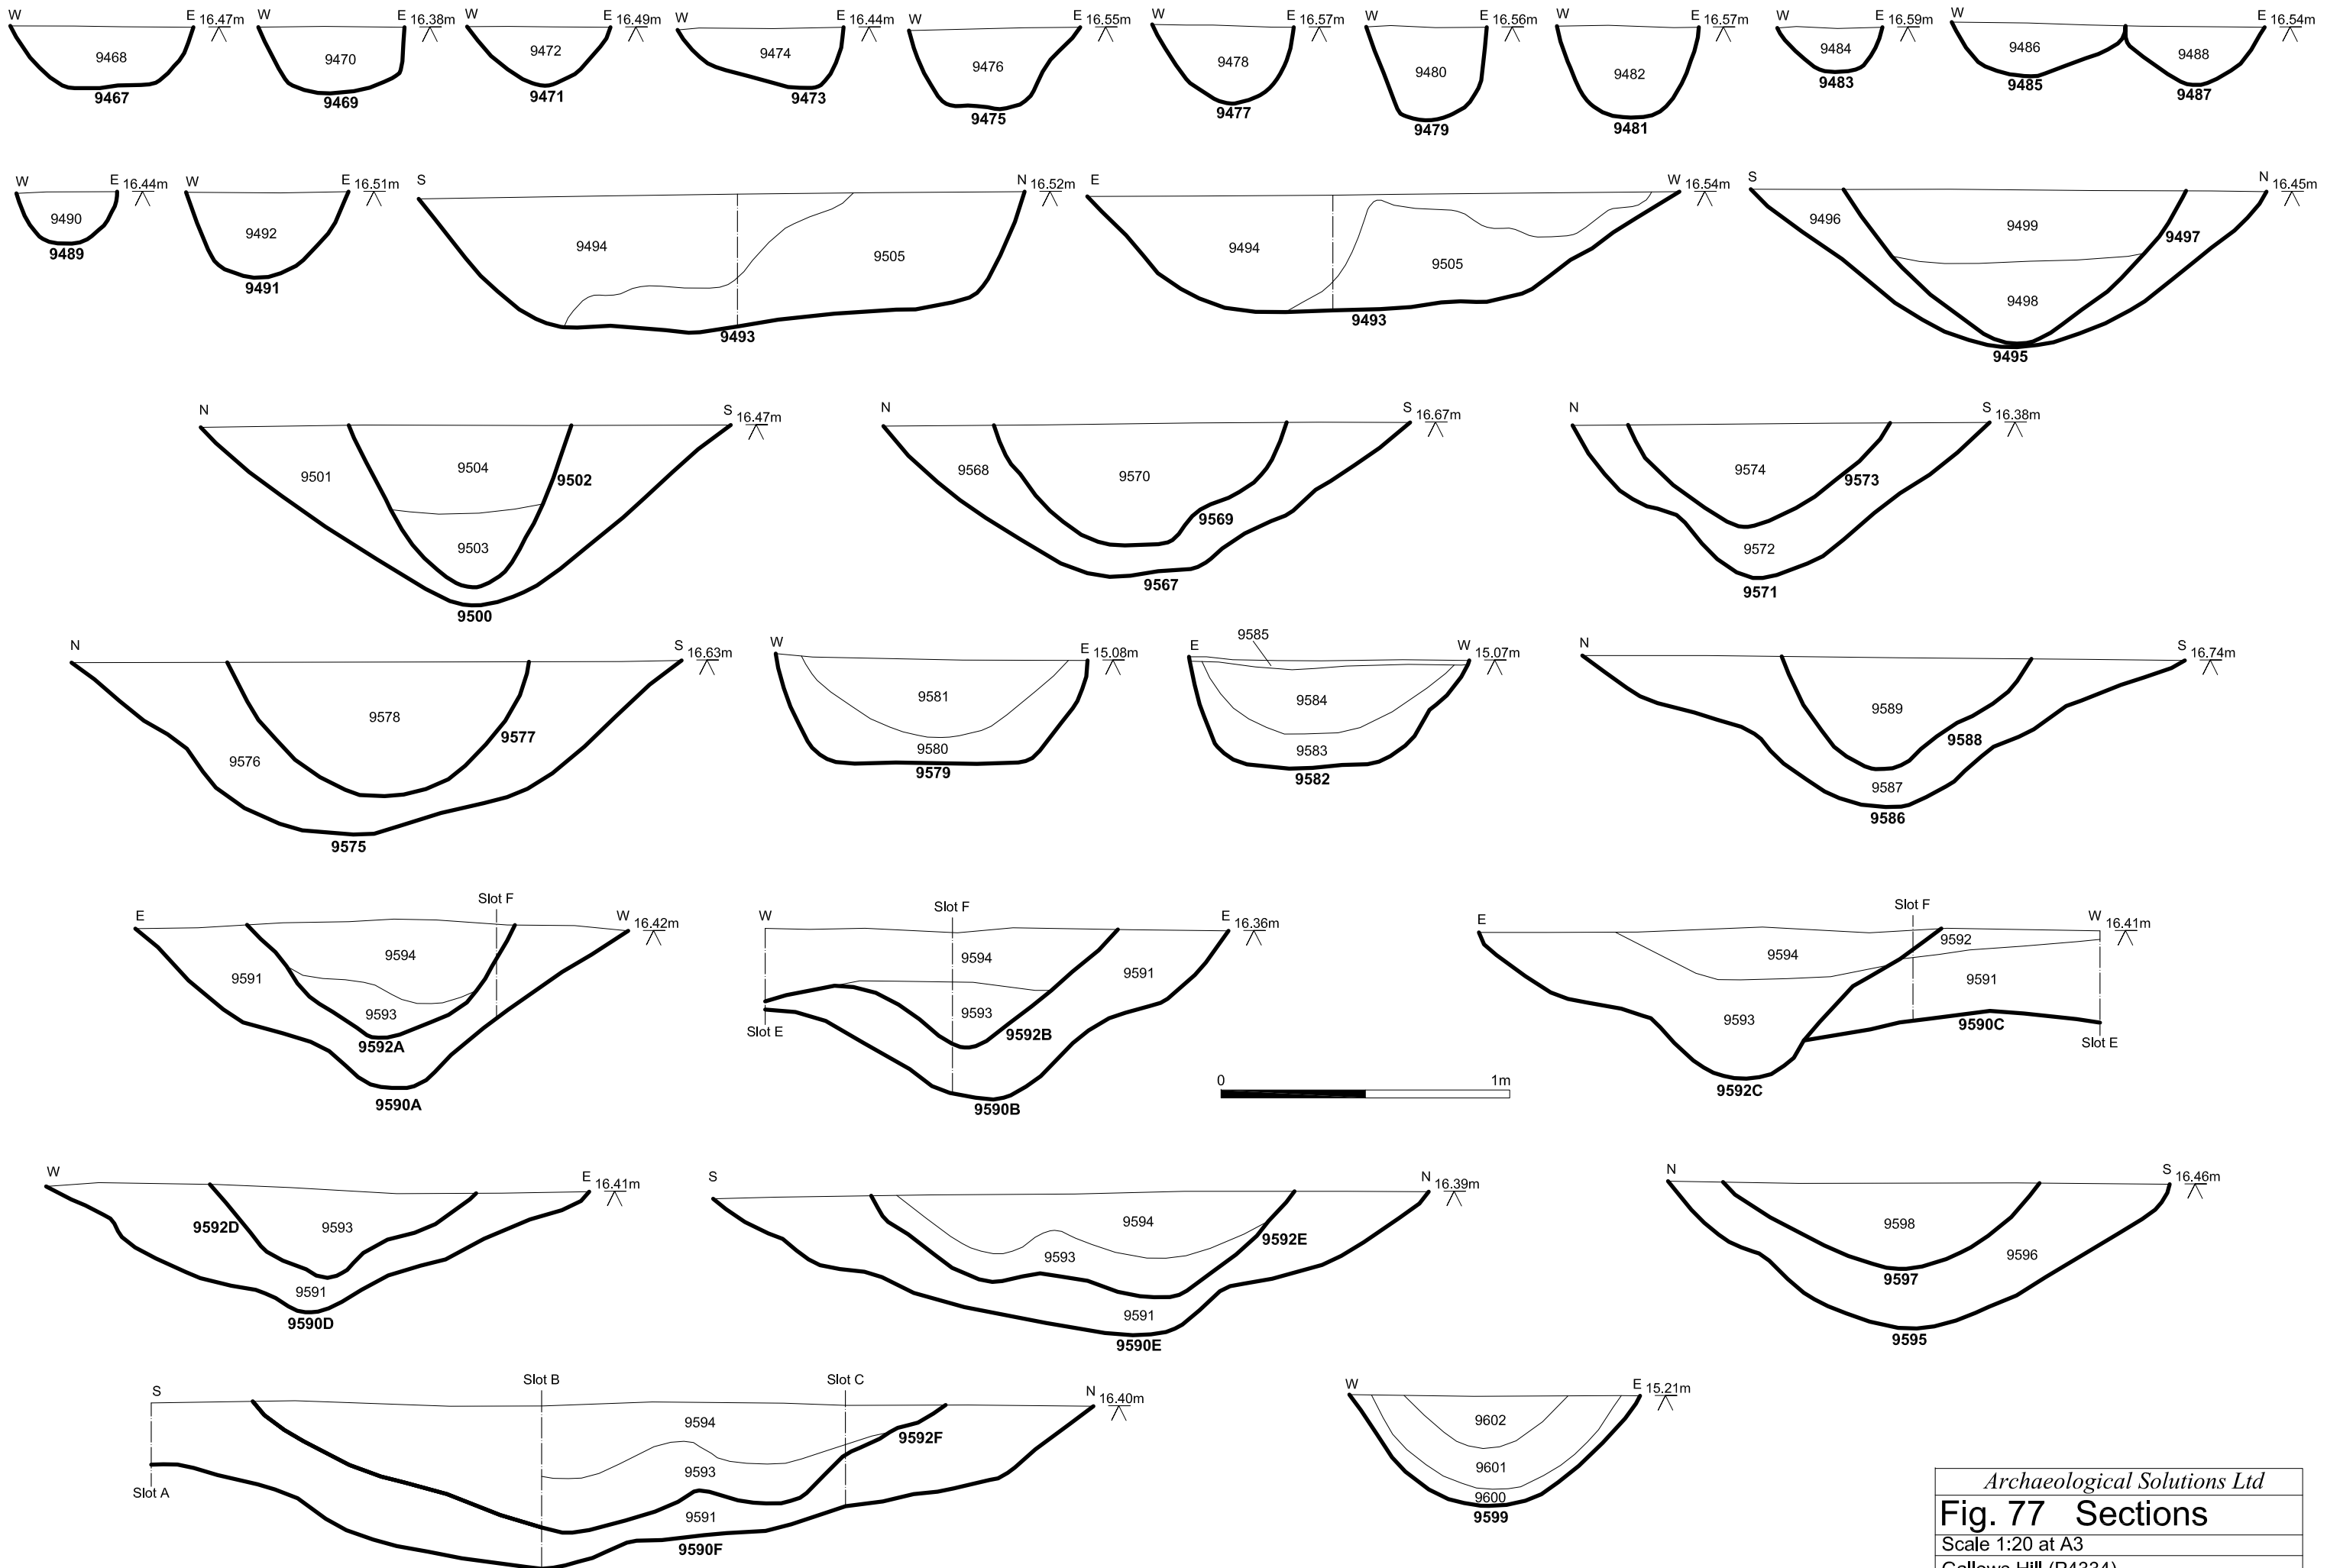 W E 16.47m
9468
9467
W E 16.38m
9470
9469
W E 16.49m
9472
9471
W E 16.44m
9474
9473
W E 16.55m
9476
9475
W E 16.57m
9478
9477
W E 16.56m
9480
9479
W E 16.57m
9482
9481
W E 16.59m
9484
9483
W E 16.54m
9486 9488
9485 9487
W E 16.44m
9490
9489
W E 16.51m
9492
9491
S N 16.52m
9494 9505
9493
E W 16.54m
9494 9505
9493
S N 16.45m
9496 9499 9497
9498
9495
N S 16.47m
9501 9504 9502
9503
9500
N S 16.67m
9568 9570
9569
9567
N S 16.38m
9574 9573
9572
9571
N S 16.63m
9578
9576 9577
9575
W E 15.08m
9581
9580
9579
9585
E W 15.07m
9584
9583
9582
N S 16.74m
9589
9588
9587
9586
Slot F
E W 16.42m
9591 9594
9593
9592A
9590A
Slot F
W E 16.36m
9594 9591
9593
Slot E 9592B
9590B
Slot F
E W 16.41m
9594 9592
9591
9593 9590C
Slot E
9592C
0 1m
W E 16.41m
9592D 9593
9591
9590D
S N 16.39m
9594
9593 9592E
9591
9590E
N S 16.46m
9598
9596
9597
9595
S Slot B Slot C N 16.40m
9594
9592F
9593
Slot A
9591
9590F
W E 15.21m
9602
9601
9600
9599
Archaeological Solutions Ltd
Fig. 77 Sections
Scale 1:20 at A3
Gallows Hill (P4334)